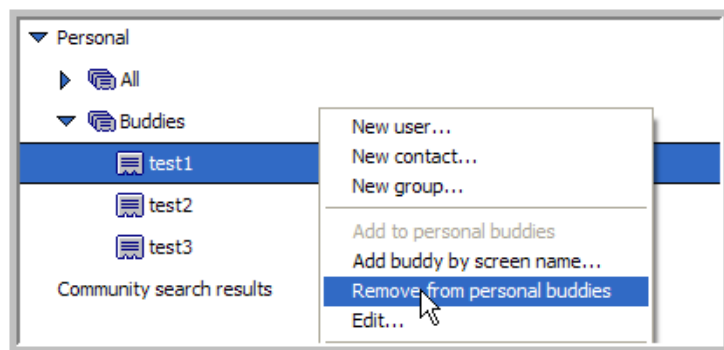 Personal
All
Buddies
test1
test2
test3
Community search results
New user...
New contact...
New group...
Add to personal buddies
Add buddy by screen name...
Remove from personal buddies
Edit...